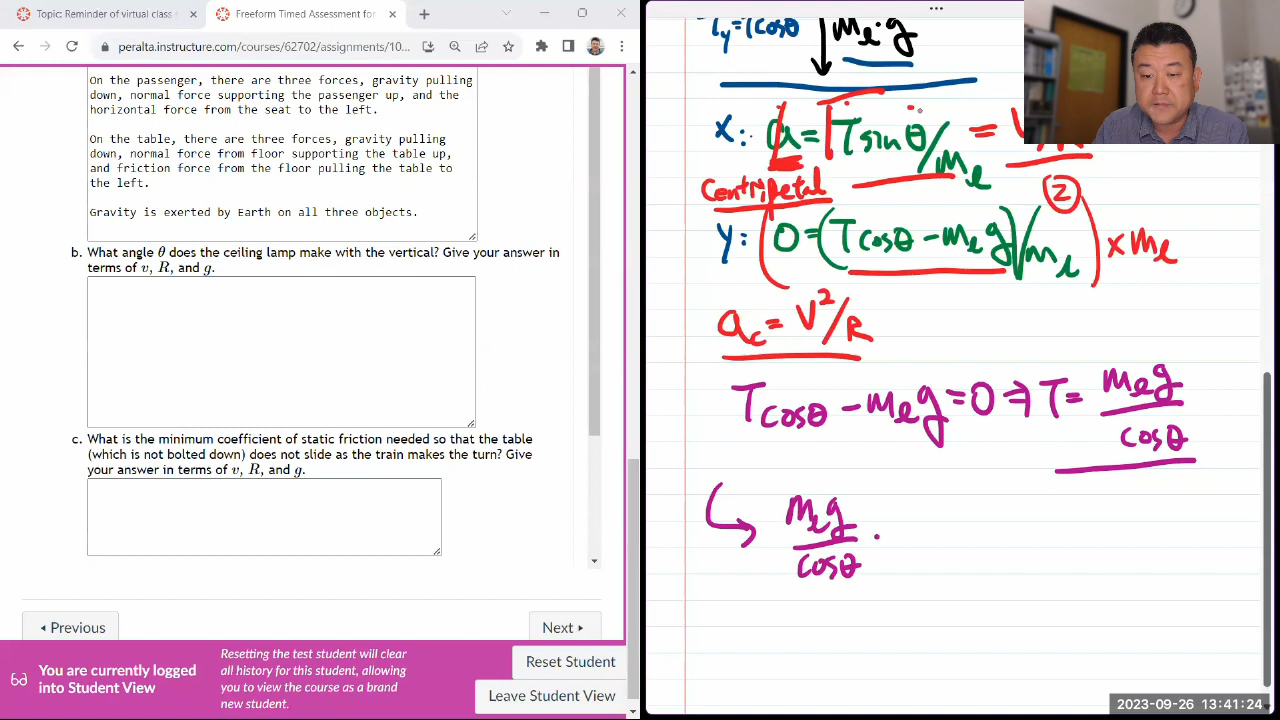 Topic: Reminder of virtual class
Freeform Timed Assessment for
peralta.instructure.com/courses/62702/assignments/10...
On the passenger there are three forces, gravity pulling
down, normal force supporting the passenger up, and the
horizontal force from the seat to the left.
On the table, there are three forces, gravity pulling
down, normal force from floor supporting the table up,
and friction force from the floor pulling the table to
the left.
Gravity is exerted by Earth on all three objects.
b. What angle θ does the ceiling lamp make with the vertical? Give your answer in
terms of v, R, and g.
c. What is the minimum coefficient of static friction needed so that the table
(which is not bolted down) does not slide as the train makes the turn? Give
your answer in terms of v, R, and g.
◂ Previous
Next ▸
You are currently logged
into Student View
Resetting the test student will clear
all history for this student, allowing
you to view the course as a brand
new student.
Reset Student
Leave Student View
Ty=Tcosθ
mℓ·g
x: a = Tsinθ/mℓ =
centripetal
2
y: (0 = (Tcosθ − mℓg)/mℓ) × mℓ
ac = v²/R
Tcosθ − mℓg = 0 ⇒ T = mℓg/cosθ
mℓg/cosθ ·
2023-09-26 13:41:24